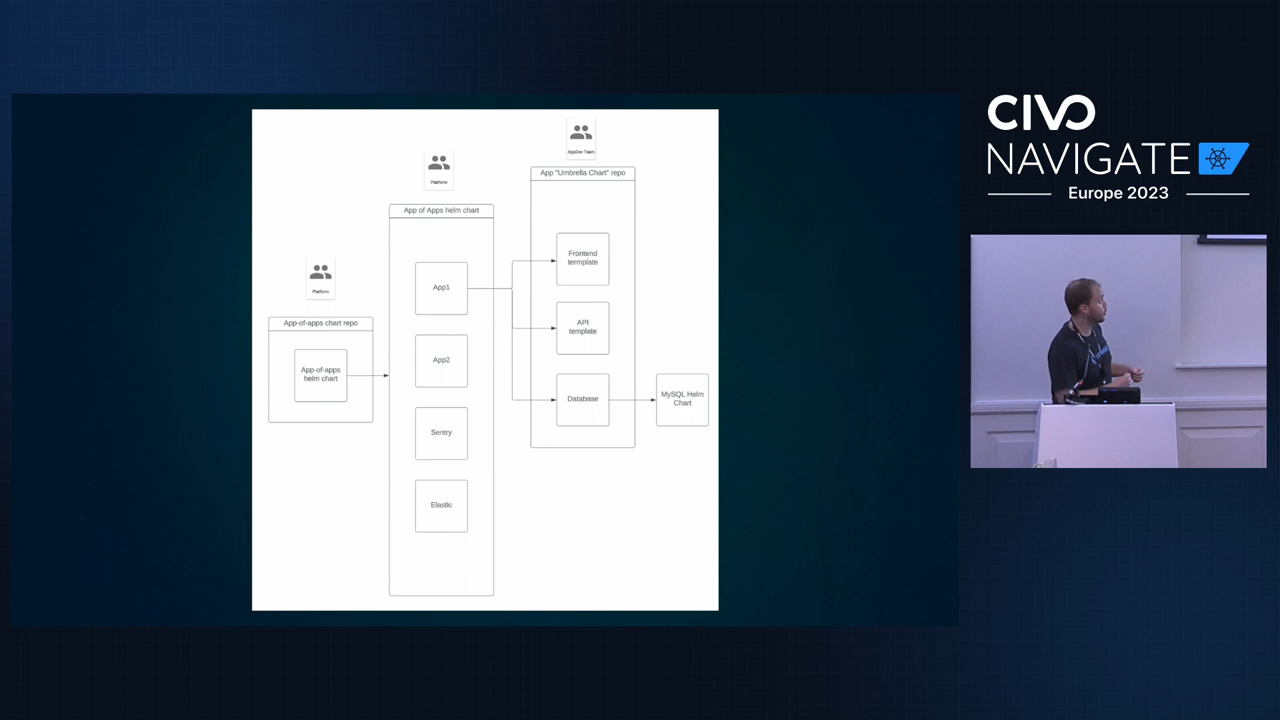 Platform
App-of-apps chart repo
App-of-apps
helm chart
Platform
App of Apps helm chart
App1
App2
Sentry
Elastic
AppDev Team
App "Umbrella Chart" repo
Frontend
termplate
API
template
Database
MySQL Helm
Chart
CIVO
NAVIGATE
Europe 2023